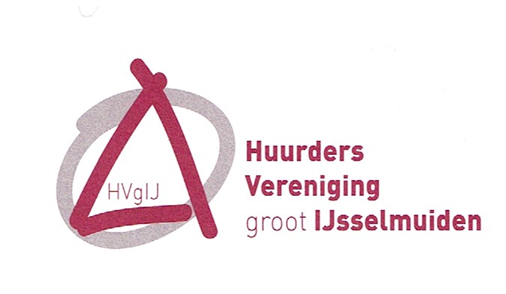 HVgIJ
Huurders
Vereniging
groot IJsselmuiden